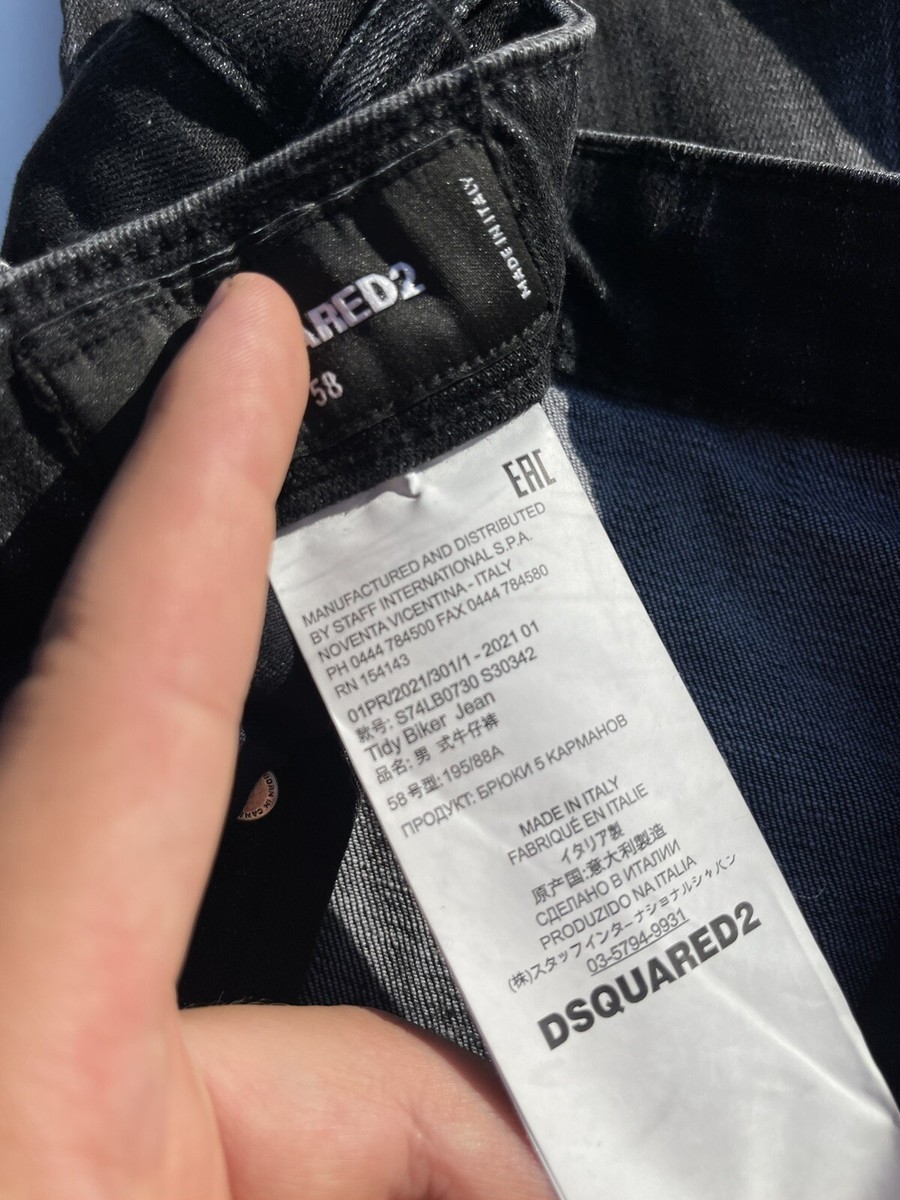 MADE IN ITALY
ARED2
58
EAC
MANUFACTURED AND DISTRIBUTED
BY STAFF INTERNATIONAL S.P.A.
NOVENTA VICENTINA - ITALY
PH 0444 784500 FAX 0444 784580
RN 154143
01PR/2021/301/1 - 2021 01
款号: S74LB0730 S30342
Tidy Biker Jean
品名: 男 式牛仔裤
58 号型: 195/88A
ПРОДУКТ: БРЮКИ 5 КАРМАНОВ
MADE IN ITALY
FABRIQUÉ EN ITALIE
イタリア製
原产国:意大利製造
СДЕЛАНО В ИТАЛИИ
PRODUZIDO NA ITALIA
(株)スタッフインターナショナルジャパン
03-5794-9931
DSQUARED2